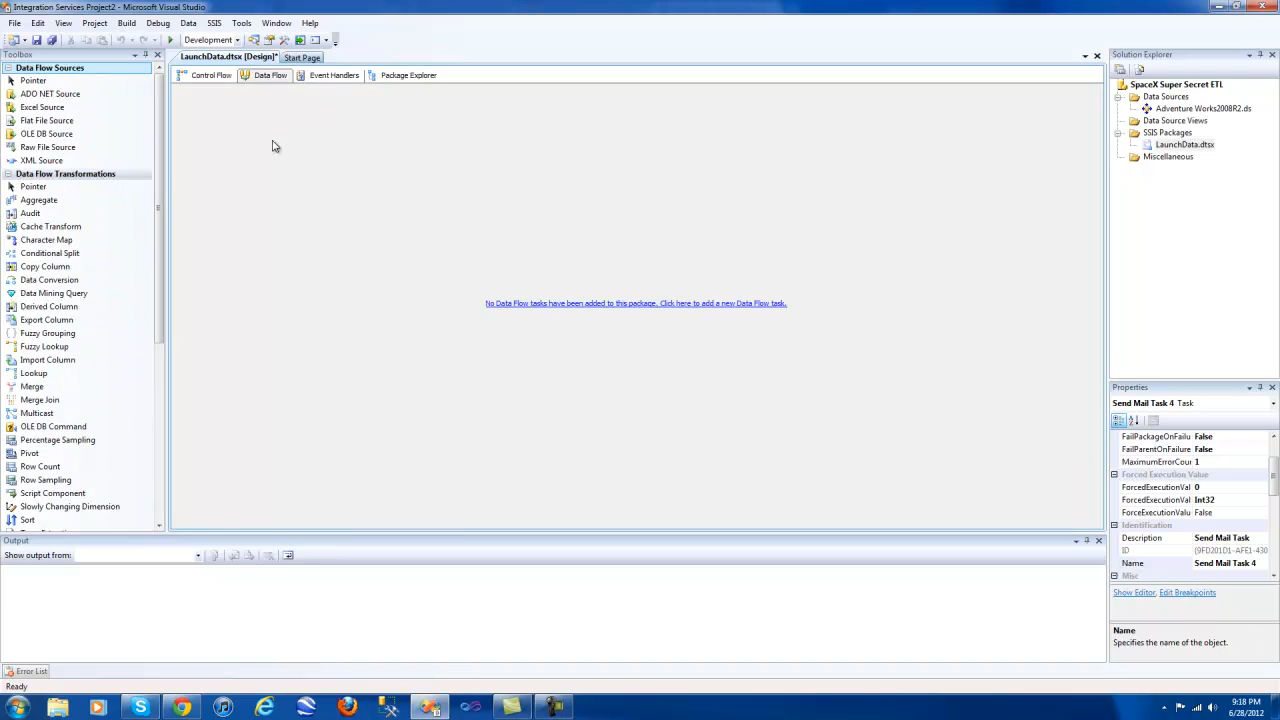 Integration Services Project2 - Microsoft Visual Studio
File Edit View Project Build Debug Data SSIS Tools Window Help
Development
Toolbox
Data Flow Sources
Pointer
ADO NET Source
Excel Source
Flat File Source
OLE DB Source
Raw File Source
XML Source
Data Flow Transformations
Pointer
Aggregate
Audit
Cache Transform
Character Map
Conditional Split
Copy Column
Data Conversion
Data Mining Query
Derived Column
Export Column
Fuzzy Grouping
Fuzzy Lookup
Import Column
Lookup
Merge
Merge Join
Multicast
OLE DB Command
Percentage Sampling
Pivot
Row Count
Row Sampling
Script Component
Slowly Changing Dimension
Sort
LaunchData.dtsx [Design]* Start Page
Control Flow Data Flow Event Handlers Package Explorer
No Data Flow tasks have been added to this package. Click here to add a new Data Flow task.
Solution Explorer
SpaceX Super Secret ETL
Data Sources
Adventure Works2008R2.ds
Data Source Views
SSIS Packages
LaunchData.dtsx
Miscellaneous
Properties
Send Mail Task 4 Task
FailPackageOnFailu False
FailParentOnFailure False
MaximumErrorCou 1
Forced Execution Value
ForcedExecutionVal 0
ForcedExecutionVal Int32
ForceExecutionValu False
Identification
Description Send Mail Task
ID {9FD201D1-AFE1-430
Name Send Mail Task 4
Misc
Show Editor, Edit Breakpoints
Name
Specifies the name of the object.
Output
Show output from:
Error List
Ready
9:18 PM
6/28/2012